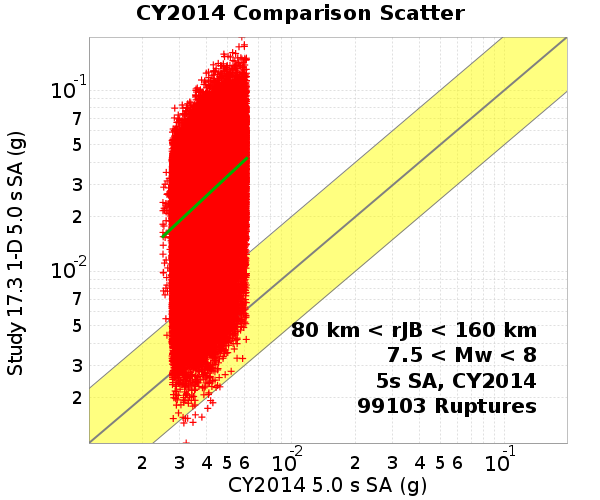 CY2014 Comparison Scatter
Study 17.3 1-D 5.0 s SA (g)
10-1
7
5
3
2
10-2
7
5
3
2
80 km < rJB < 160 km
7.5 < Mw < 8
5s SA, CY2014
99103 Ruptures
2 3 4 5 6 10-2 2 3 4 5 6 10-1
CY2014 5.0 s SA (g)